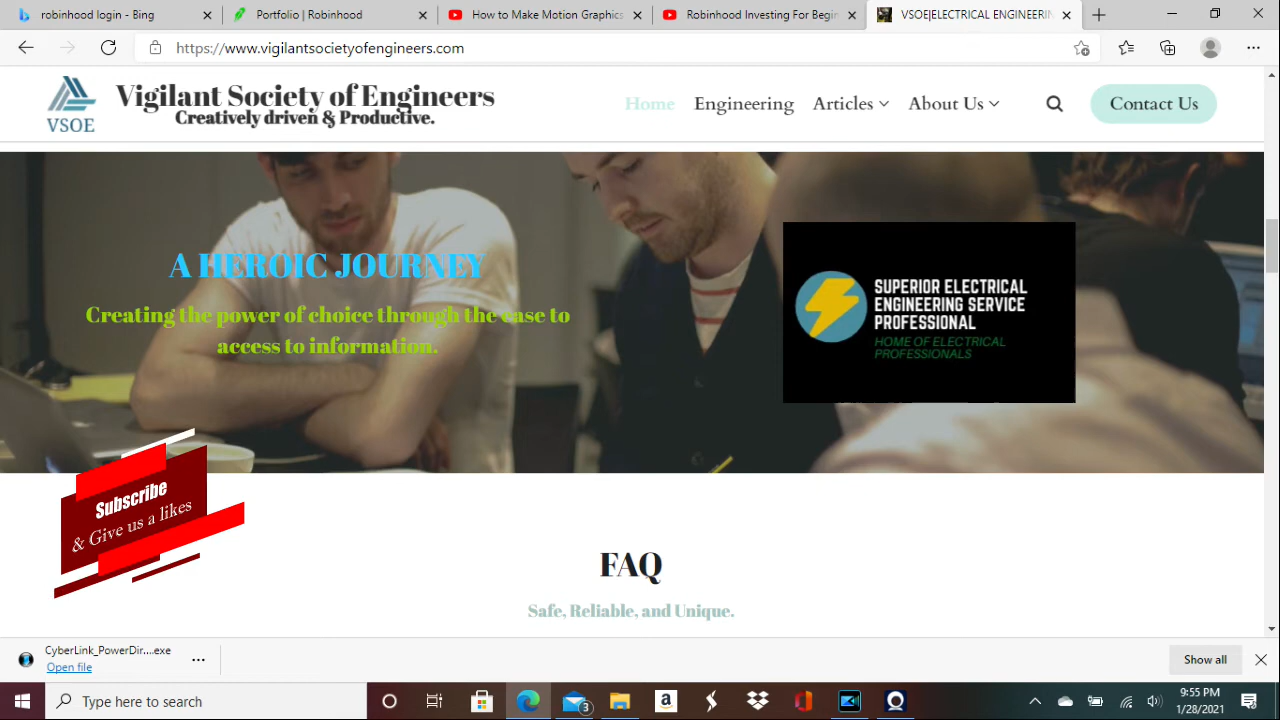 robinhood login - Bing
Portfolio | Robinhood
How to Make Motion Graphics
Robinhood Investing For Begin
VSOE|ELECTRICAL ENGINEERIN
https://www.vigilantsocietyofengineers.com
VSOE
Vigilant Society of Engineers
Creatively driven & Productive.
Home
Engineering
Articles
About Us
Contact Us
A HEROIC JOURNEY
Creating the power of choice through the ease to
access to information.
SUPERIOR ELECTRICAL
ENGINEERING SERVICE
PROFESSIONAL
HOME OF ELECTRICAL
PROFESSIONALS
Subscribe
& Give us a likes
FAQ
Safe, Reliable, and Unique.
CyberLink_PowerDir....exe
Open file
Show all
Type here to search
3
9:55 PM
1/28/2021